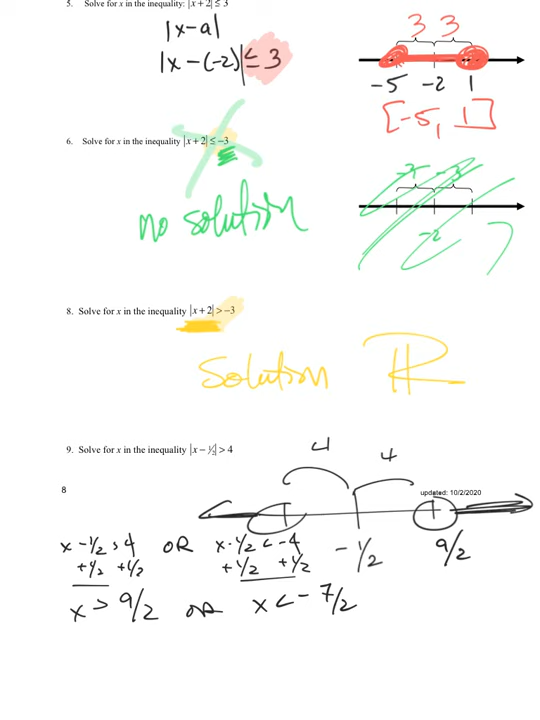 5. Solve for x in the inequality: |x + 2| ≤ 3
|x-a|
|x-(-2)| ≤ 3
3 3
-5 -2 1
[-5, 1]
6. Solve for x in the inequality |x + 2| ≤ -3
no solution
-3 -3
-2
8. Solve for x in the inequality |x + 2| > -3
Solution ℝ
9. Solve for x in the inequality |x - ½| > 4
4 4
8
updated: 10/2/2020
x-1/2 > 4 OR x-1/2 < -4
+1/2 +1/2 +1/2 +1/2
-1/2 9/2
x > 9/2 OR x < -7/2